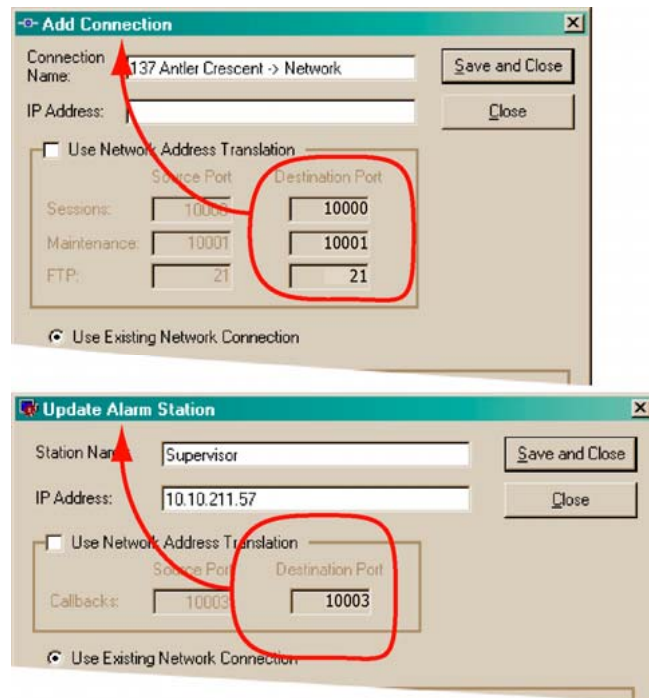 Add Connection
Connection Name: 137 Antler Crescent -> Network
Save and Close
IP Address:
Close
Use Network Address Translation
Source Port Destination Port
Sessions: 10000 10000
Maintenance: 10001 10001
FTP: 21 21
Use Existing Network Connection
Update Alarm Station
Station Name: Supervisor
Save and Close
IP Address: 10.10.211.57
Close
Use Network Address Translation
Source Port Destination Port
Callbacks: 10003 10003
Use Existing Network Connection